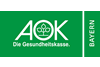 AOK
Die Gesundheitskasse.
BAYERN